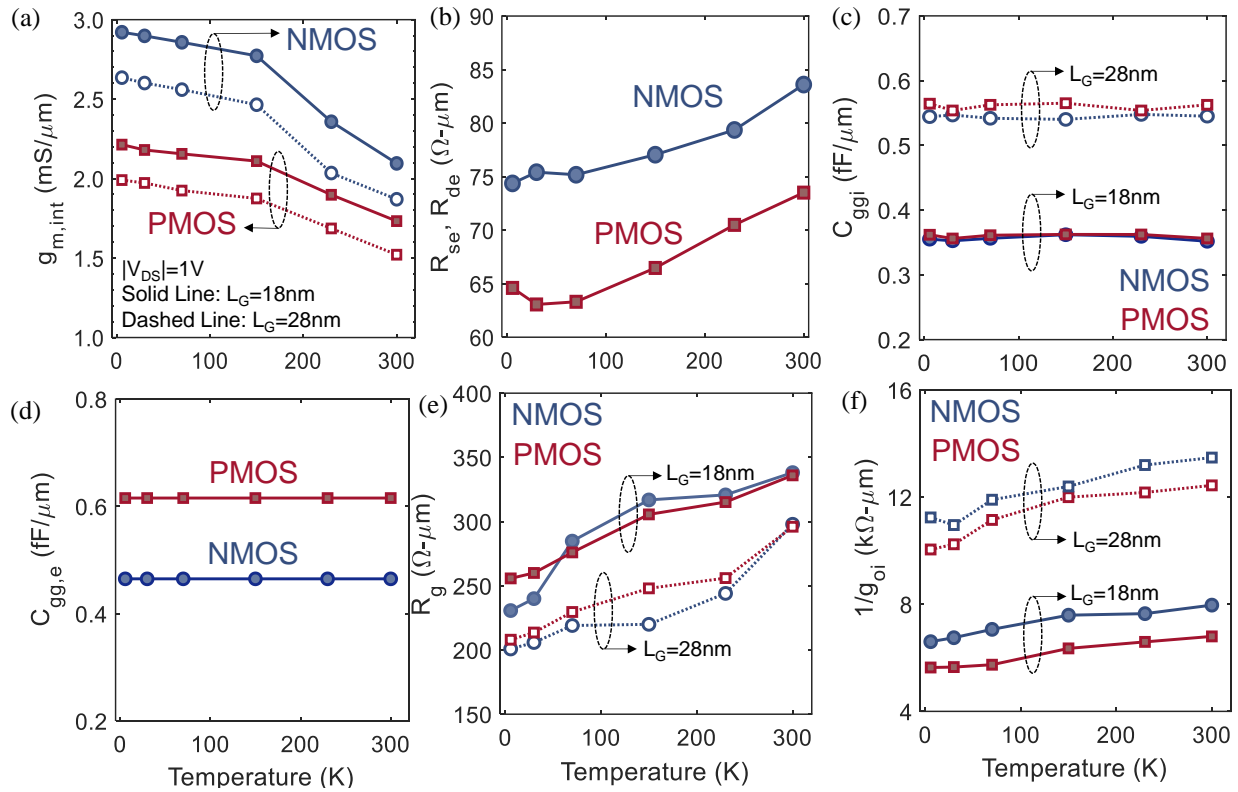 (a)
3.0
2.5
2.0
1.5
1.0
g_m,int (mS/μm)
NMOS
PMOS
|V_DS|=1V
Solid Line: L_G=18nm
Dashed Line: L_G=28nm
0 100 200 300
(b)
90
85
80
75
70
65
60
R_se, R_de (Ω-μm)
NMOS
PMOS
0 100 200 300
(c)
0.7
0.6
0.5
0.4
0.3
0.2
C_ggi (fF/μm)
L_G=28nm
L_G=18nm
NMOS
PMOS
0 100 200 300
(d)
0.8
0.6
0.4
0.2
C_gg,e (fF/μm)
PMOS
NMOS
0 100 200 300
Temperature (K)
(e)
400
350
300
250
200
150
R_g (Ω-μm)
NMOS
PMOS
L_G=18nm
L_G=28nm
0 100 200 300
Temperature (K)
(f)
16
12
8
4
1/g_oi (kΩ-μm)
NMOS
PMOS
L_G=28nm
L_G=18nm
0 100 200 300
Temperature (K)